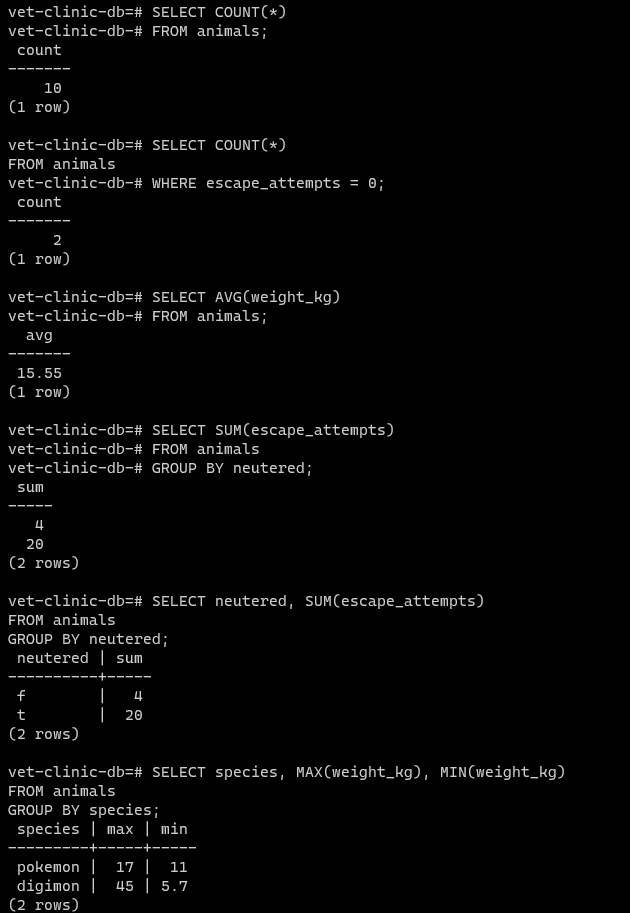 vet-clinic-db=# SELECT COUNT(*)
vet-clinic-db-# FROM animals;
 count
-------
    10
(1 row)

vet-clinic-db=# SELECT COUNT(*)
FROM animals
vet-clinic-db-# WHERE escape_attempts = 0;
 count
-------
     2
(1 row)

vet-clinic-db=# SELECT AVG(weight_kg)
vet-clinic-db-# FROM animals;
  avg
-------
 15.55
(1 row)

vet-clinic-db=# SELECT SUM(escape_attempts)
vet-clinic-db-# FROM animals
vet-clinic-db-# GROUP BY neutered;
 sum
-----
   4
  20
(2 rows)

vet-clinic-db=# SELECT neutered, SUM(escape_attempts)
FROM animals
GROUP BY neutered;
 neutered | sum
----------+-----
 f        |   4
 t        |  20
(2 rows)

vet-clinic-db=# SELECT species, MAX(weight_kg), MIN(weight_kg)
FROM animals
GROUP BY species;
 species | max | min
---------+-----+-----
 pokemon |  17 |  11
 digimon |  45 | 5.7
(2 rows)